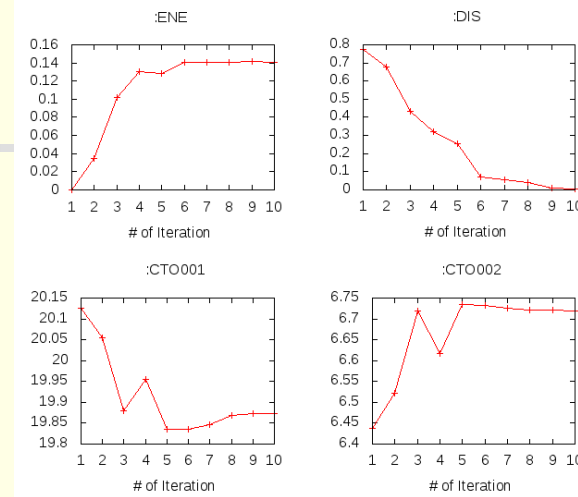 :ENE
0.16
0.14
0.12
0.1
0.08
0.06
0.04
0.02
0
1 2 3 4 5 6 7 8 9 10
# of Iteration
:DIS
0.8
0.7
0.6
0.5
0.4
0.3
0.2
0.1
0
1 2 3 4 5 6 7 8 9 10
# of Iteration
:CTO001
20.15
20.1
20.05
20
19.95
19.9
19.85
19.8
1 2 3 4 5 6 7 8 9 10
# of Iteration
:CTO002
6.75
6.7
6.65
6.6
6.55
6.5
6.45
6.4
1 2 3 4 5 6 7 8 9 10
# of Iteration